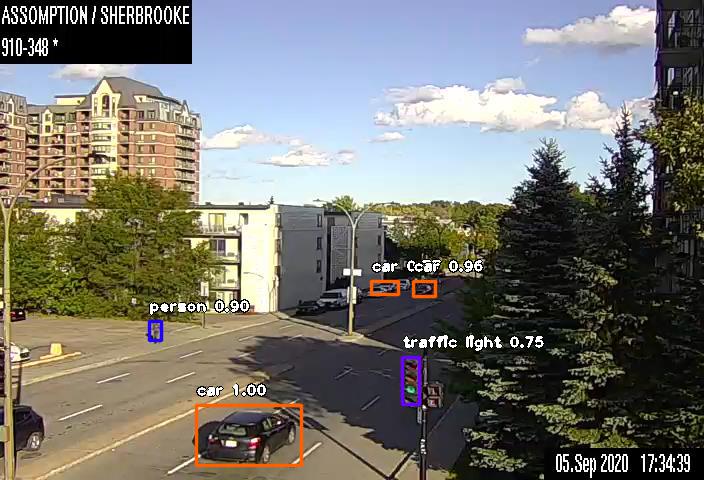 ASSOMPTION / SHERBROOKE
910-348 *
car
car 0.96
person 0.90
traffic light 0.75
car 1.00
05.Sep 2020 17:34:39